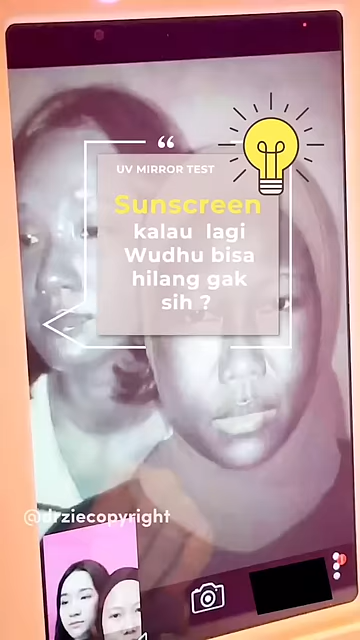 “
UV MIRROR TEST
Sunscreen
kalau lagi
Wudhu bisa
hilang gak
sih ?
@drziecopyright